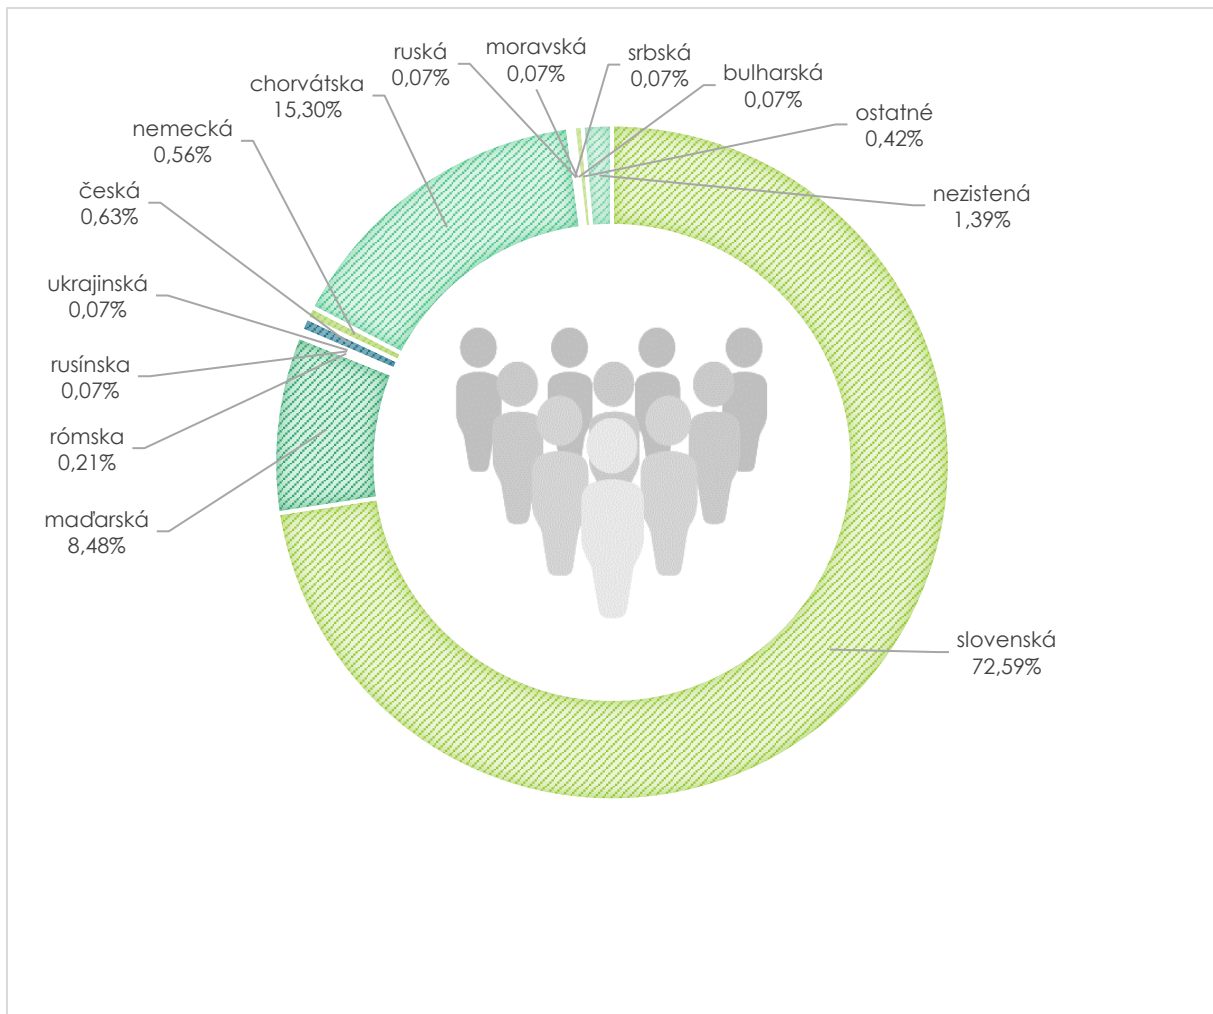 ruská
0,07%
moravská
0,07%
srbská
0,07%
bulharská
0,07%
ostatné
0,42%
nezistená
1,39%
chorvátska
15,30%
nemecká
0,56%
česká
0,63%
ukrajinská
0,07%
rusínska
0,07%
rómska
0,21%
maďarská
8,48%
slovenská
72,59%